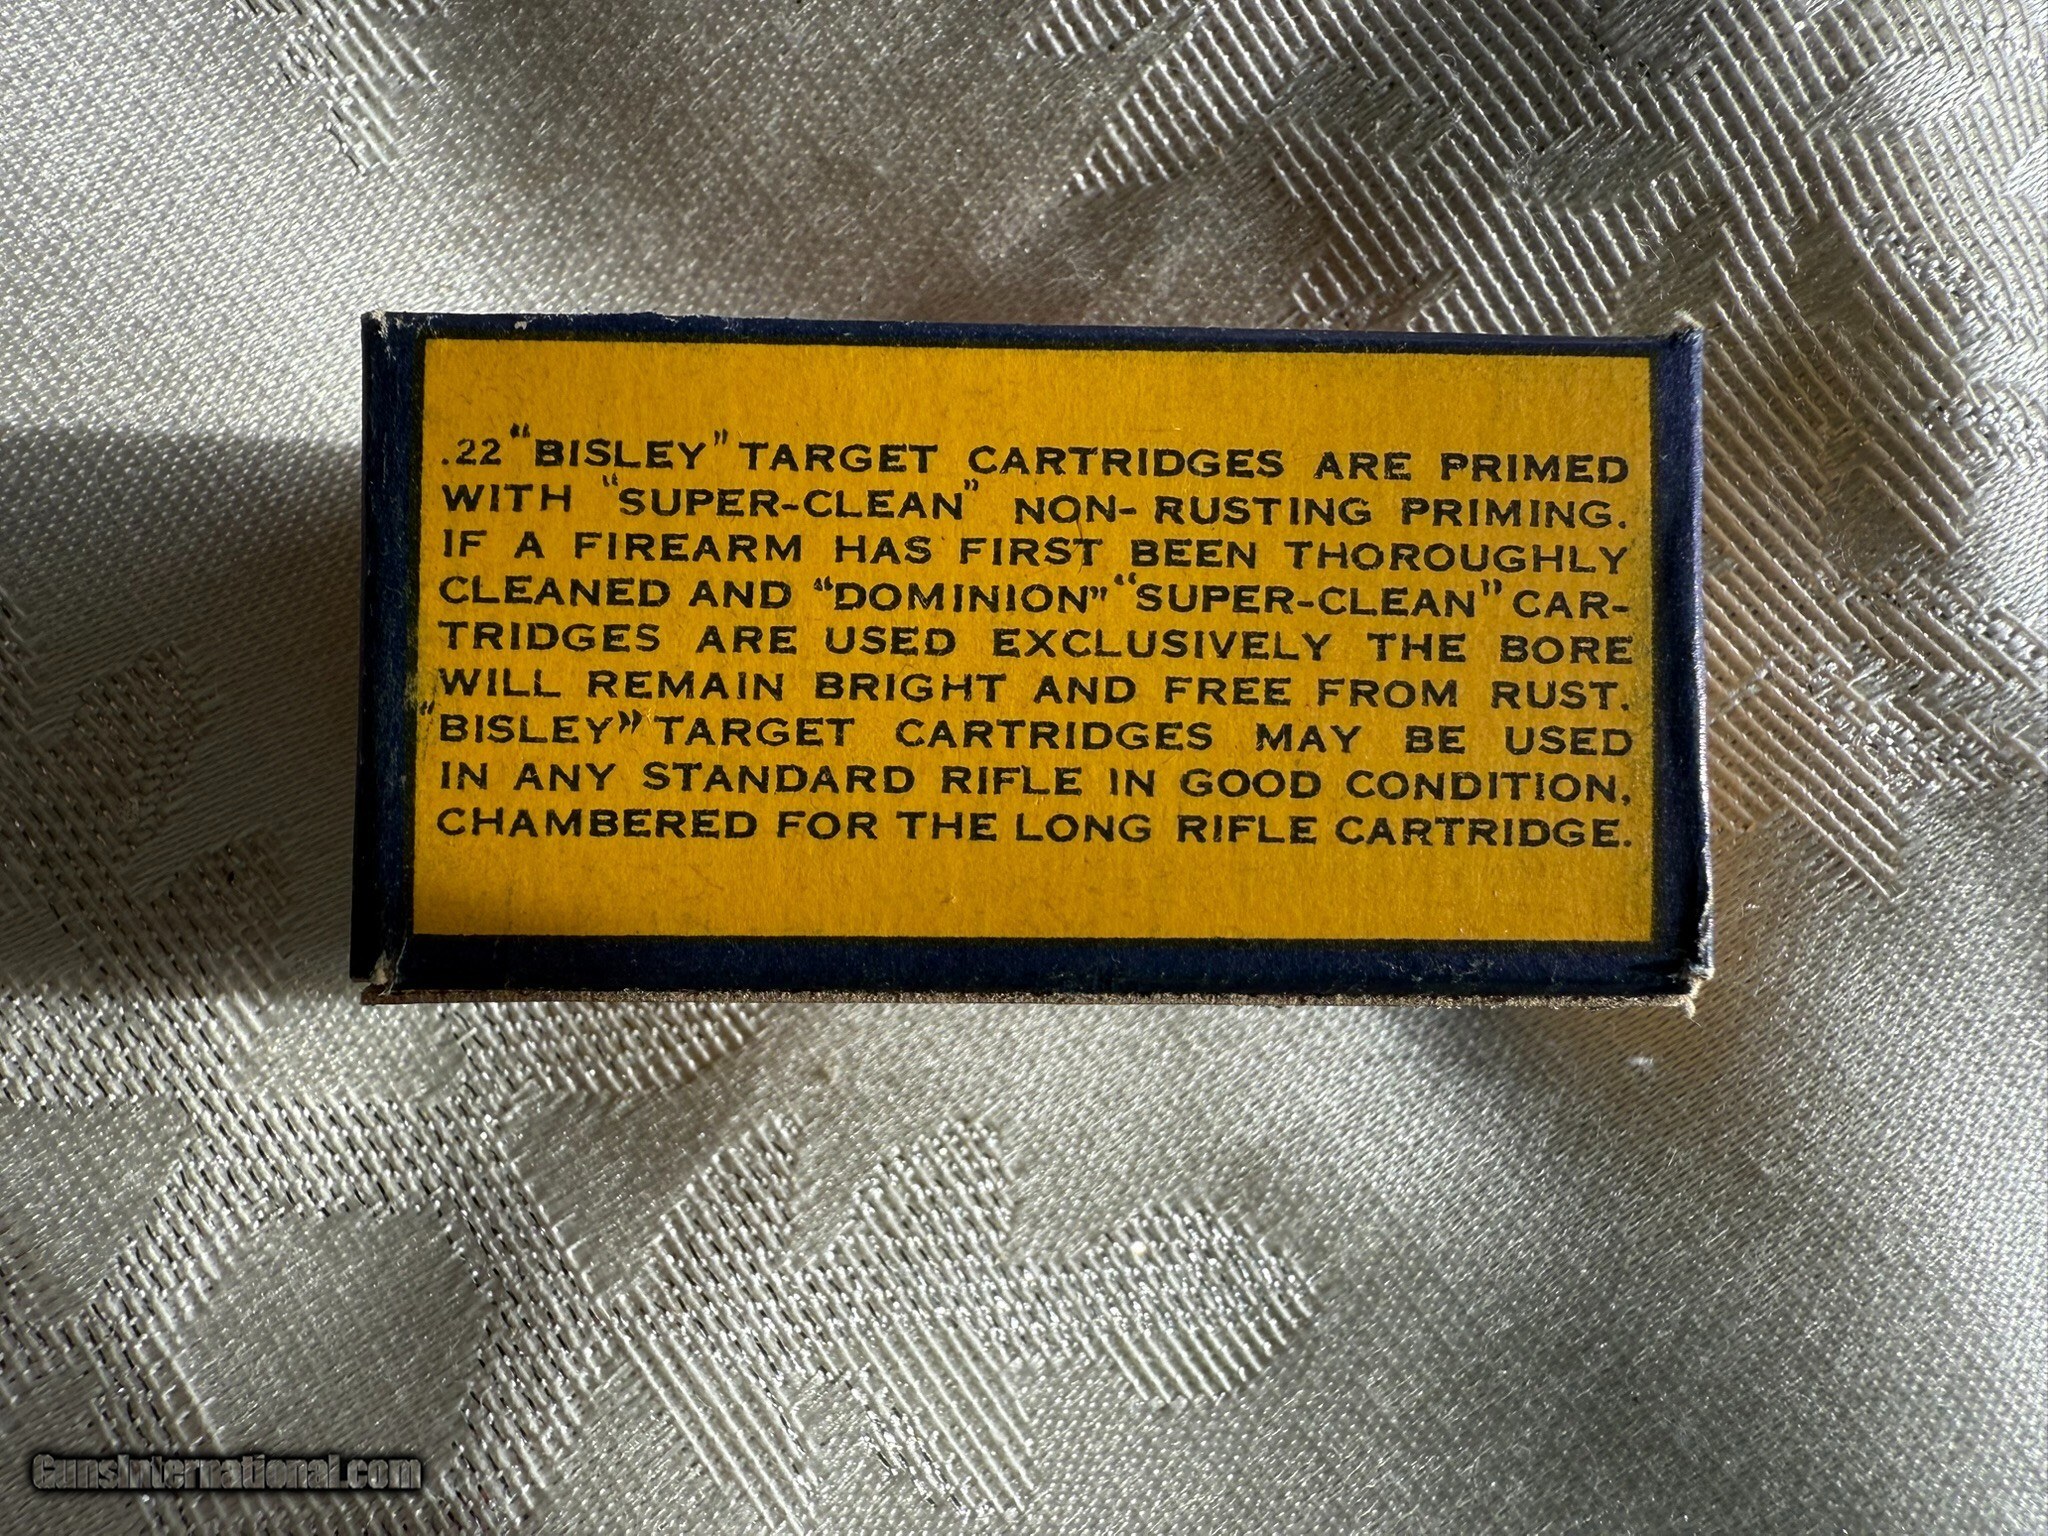 .22 "BISLEY" TARGET CARTRIDGES ARE PRIMED
WITH "SUPER-CLEAN" NON-RUSTING PRIMING.
IF A FIREARM HAS FIRST BEEN THOROUGHLY
CLEANED AND "DOMINION" "SUPER-CLEAN" CAR-
TRIDGES ARE USED EXCLUSIVELY THE BORE
WILL REMAIN BRIGHT AND FREE FROM RUST.
"BISLEY" TARGET CARTRIDGES MAY BE USED
IN ANY STANDARD RIFLE IN GOOD CONDITION,
CHAMBERED FOR THE LONG RIFLE CARTRIDGE.
GunsInternational.com